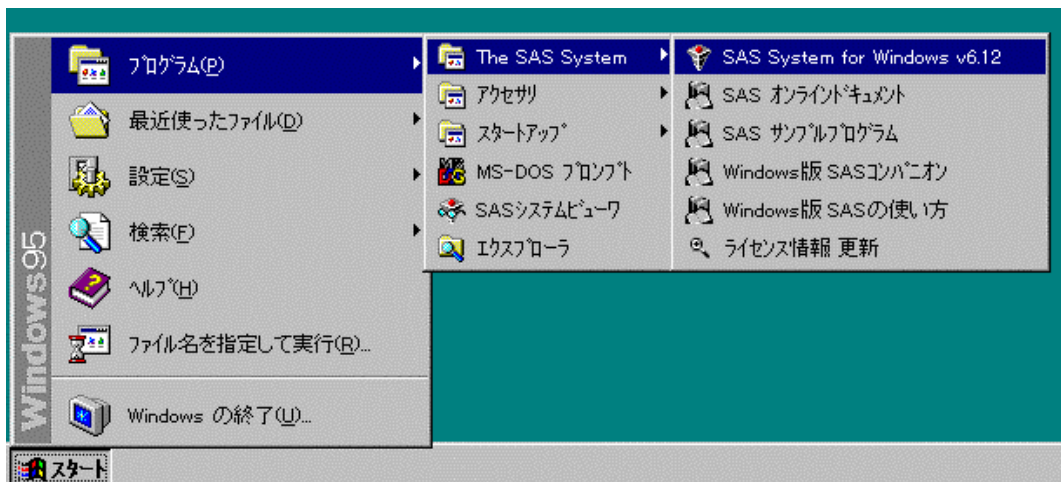 Windows95
ﾌﾟﾛｸﾞﾗﾑ(P)
最近使ったﾌｧｲﾙ(D)
設定(S)
検索(F)
ﾍﾙﾌﾟ(H)
ﾌｧｲﾙ名を指定して実行(R)...
Windows の終了(U)...
The SAS System
ｱｸｾｻﾘ
ｽﾀｰﾄｱｯﾌﾟ
MS-DOS ﾌﾟﾛﾝﾌﾟﾄ
SASｼｽﾃﾑﾋﾞｭｰﾜ
ｴｸｽﾌﾟﾛｰﾗ
SAS System for Windows v6.12
SAS ｵﾝﾗｲﾝﾄﾞｷｭﾒﾝﾄ
SAS ｻﾝﾌﾟﾙﾌﾟﾛｸﾞﾗﾑ
Windows版 SASｺﾝﾊﾟﾆｵﾝ
Windows版 SASの使い方
ﾗｲｾﾝｽ情報 更新
ｽﾀｰﾄ